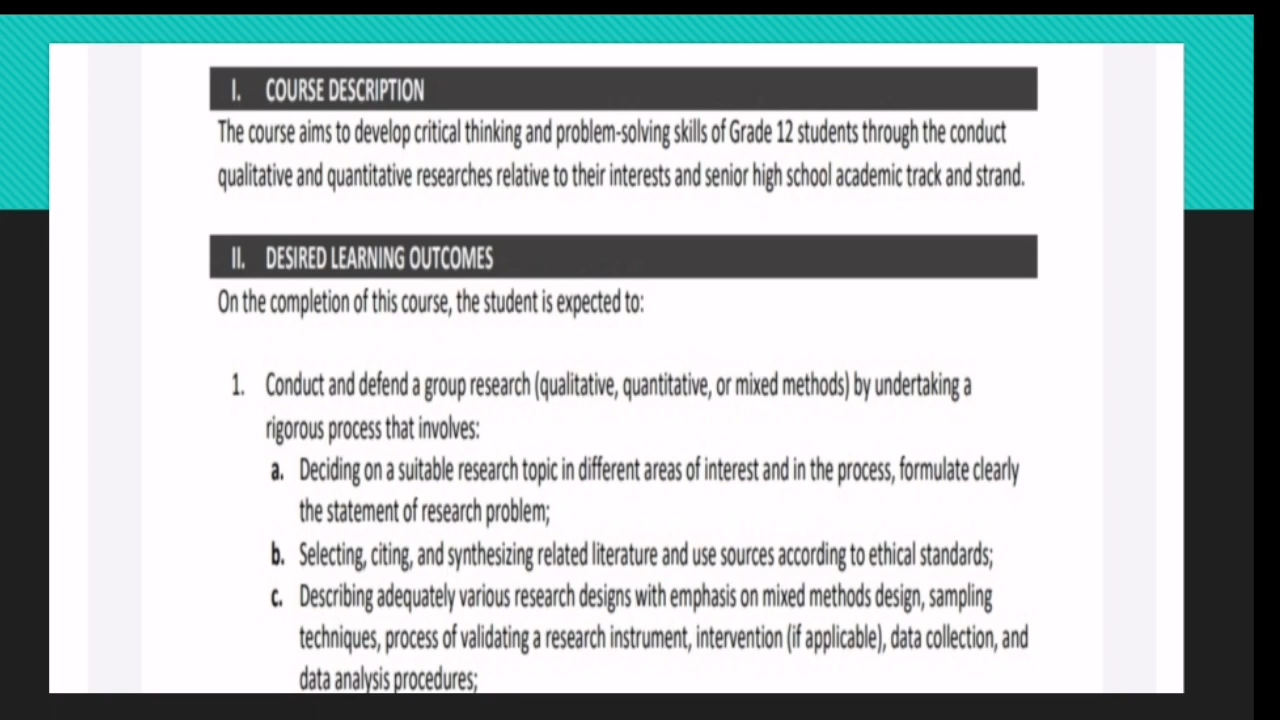 I. COURSE DESCRIPTION
The course aims to develop critical thinking and problem-solving skills of Grade 12 students through the conduct
qualitative and quantitative researches relative to their interests and senior high school academic track and strand.
II. DESIRED LEARNING OUTCOMES
On the completion of this course, the student is expected to:
1. Conduct and defend a group research (qualitative, quantitative, or mixed methods) by undertaking a
rigorous process that involves:
a. Deciding on a suitable research topic in different areas of interest and in the process, formulate clearly
the statement of research problem;
b. Selecting, citing, and synthesizing related literature and use sources according to ethical standards;
c. Describing adequately various research designs with emphasis on mixed methods design, sampling
techniques, process of validating a research instrument, intervention (if applicable), data collection, and
data analysis procedures;